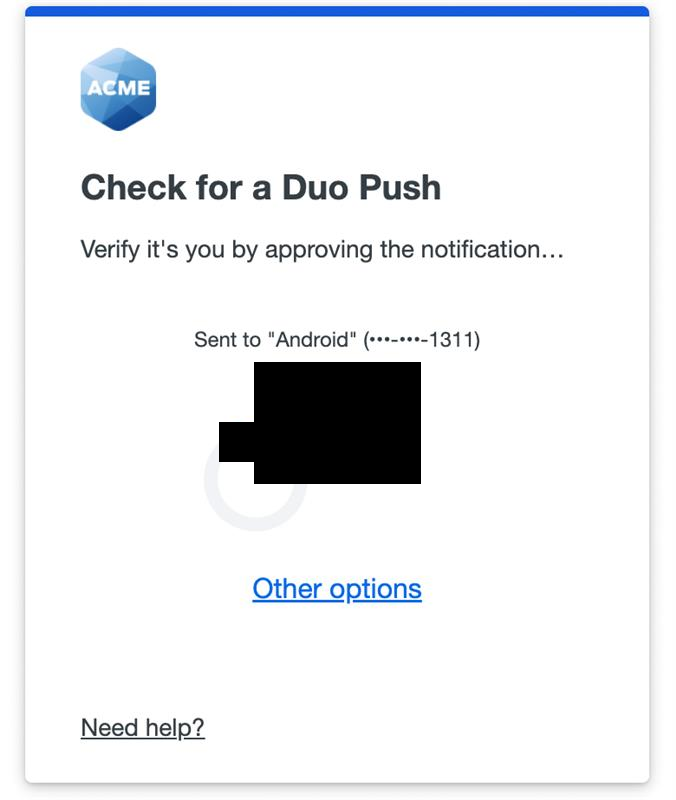 ACME
Check for a Duo Push
Verify it's you by approving the notification...
Sent to "Android" (•••-•••-1311)
Other options
Need help?